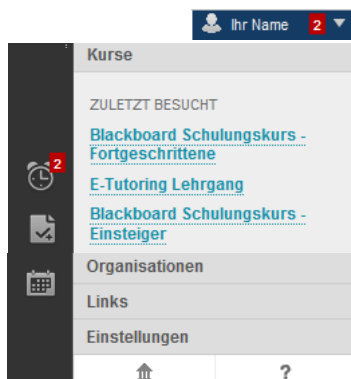 Ihr Name 2
Kurse
ZULETZT BESUCHT
Blackboard Schulungskurs -
Fortgeschrittene
2
E-Tutoring Lehrgang
Blackboard Schulungskurs -
Einsteiger
Organisationen
Links
Einstellungen
?